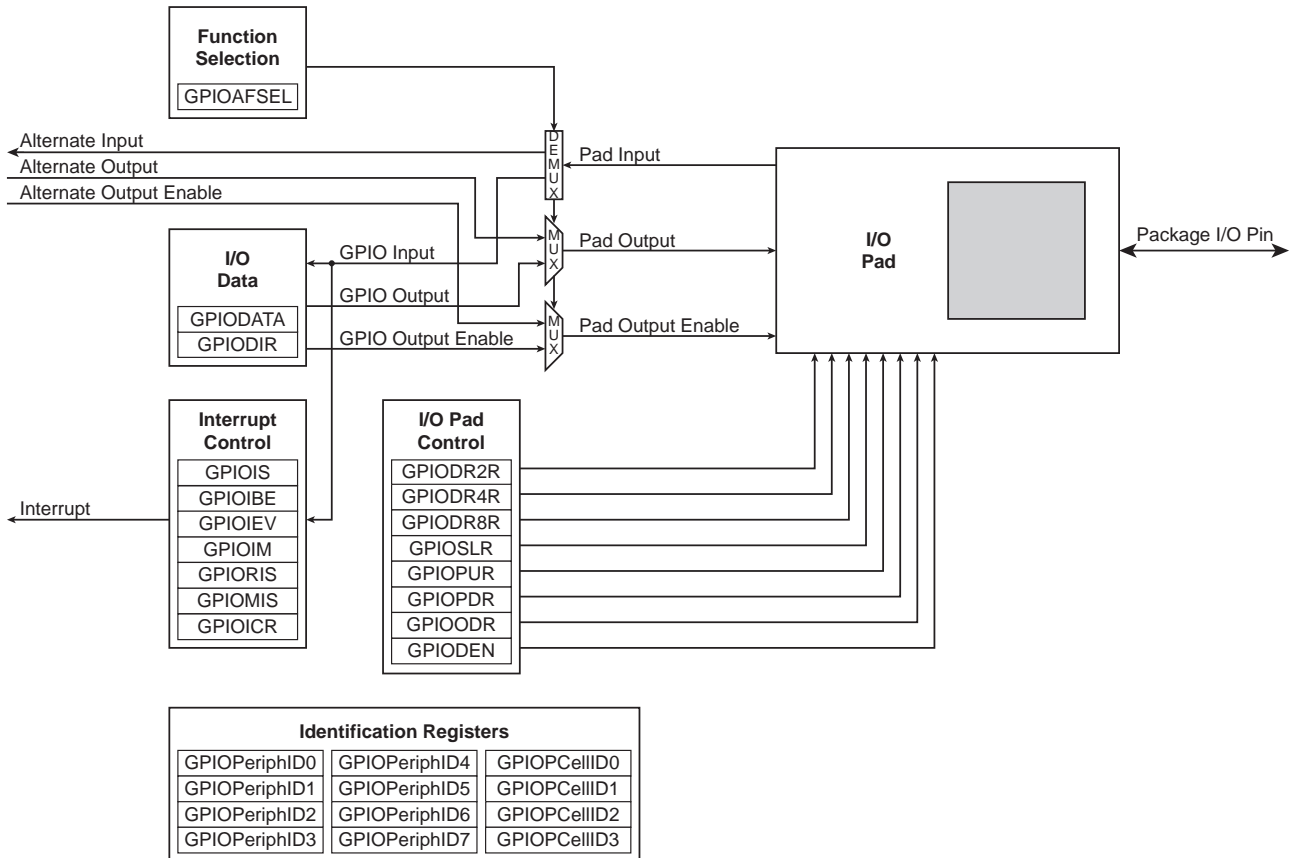 Function
Selection
GPIOAFSEL
Alternate Input
Alternate Output
Alternate Output Enable
DEMUX
Pad Input
MUX
Pad Output
MUX
Pad Output Enable
I/O
Pad
Package I/O Pin
I/O
Data
GPIODATA
GPIODIR
GPIO Input
GPIO Output
GPIO Output Enable
Interrupt
Control
GPIOIS
GPIOIBE
GPIOIEV
GPIOIM
GPIORIS
GPIOMIS
GPIOICR
Interrupt
I/O Pad
Control
GPIODR2R
GPIODR4R
GPIODR8R
GPIOSLR
GPIOPUR
GPIOPDR
GPIOODR
GPIODEN
Identification Registers
GPIOPeriphID0 GPIOPeriphID4 GPIOPCellID0
GPIOPeriphID1 GPIOPeriphID5 GPIOPCellID1
GPIOPeriphID2 GPIOPeriphID6 GPIOPCellID2
GPIOPeriphID3 GPIOPeriphID7 GPIOPCellID3